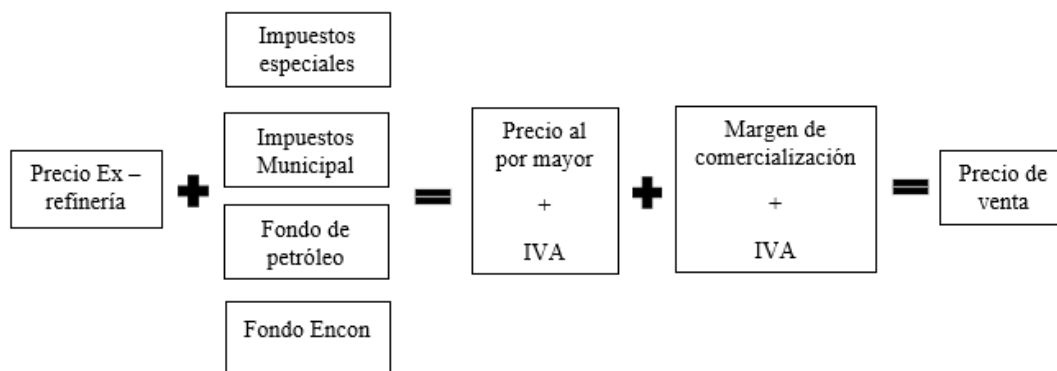 Precio Ex –
refinería
Impuestos
especiales
Impuestos
Municipal
Fondo de
petróleo
Fondo Encon
Precio al
por mayor
+
IVA
Margen de
comercialización
+
IVA
Precio de
venta